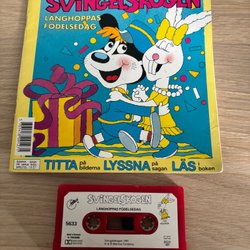 SVINGELSKOGEN
LÅNGHOPPAS
FÖDELSEDAG
TITTA på bilderna LYSSNA på sagan LÄS i boken
SVINGELSKOGEN
LÅNGHOPPAS FÖDELSEDAG
5633